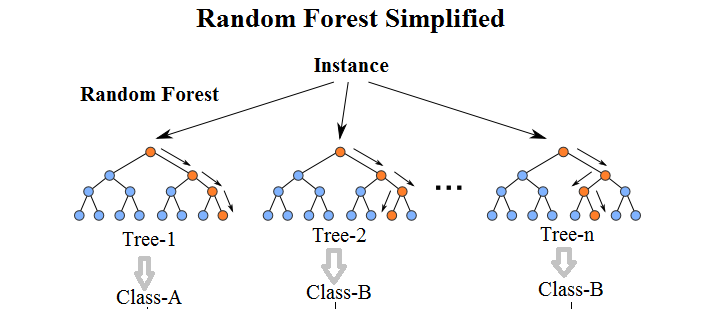 Random Forest Simplified
Instance
Random Forest
...
Tree-1
Tree-2
Tree-n
Class-A
Class-B
Class-B